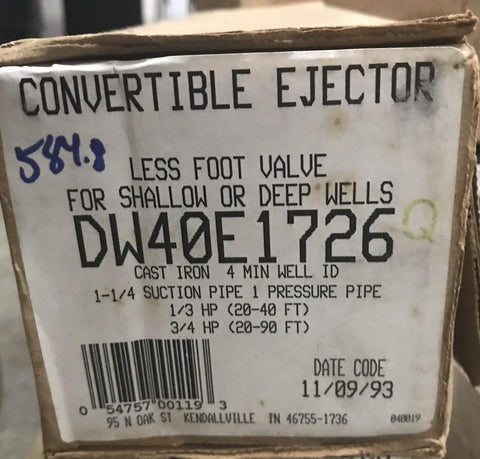 CONVERTIBLE EJECTOR
584.8
LESS FOOT VALVE
FOR SHALLOW OR DEEP WELLS
DW40E1726 Q
CAST IRON 4 MIN WELL ID
1-1/4 SUCTION PIPE 1 PRESSURE PIPE
1/3 HP (20-40 FT)
3/4 HP (20-90 FT)
DATE CODE
11/09/93
0 54757 00119 3
95 N OAK ST KENDALLVILLE IN 46755-1736
040019